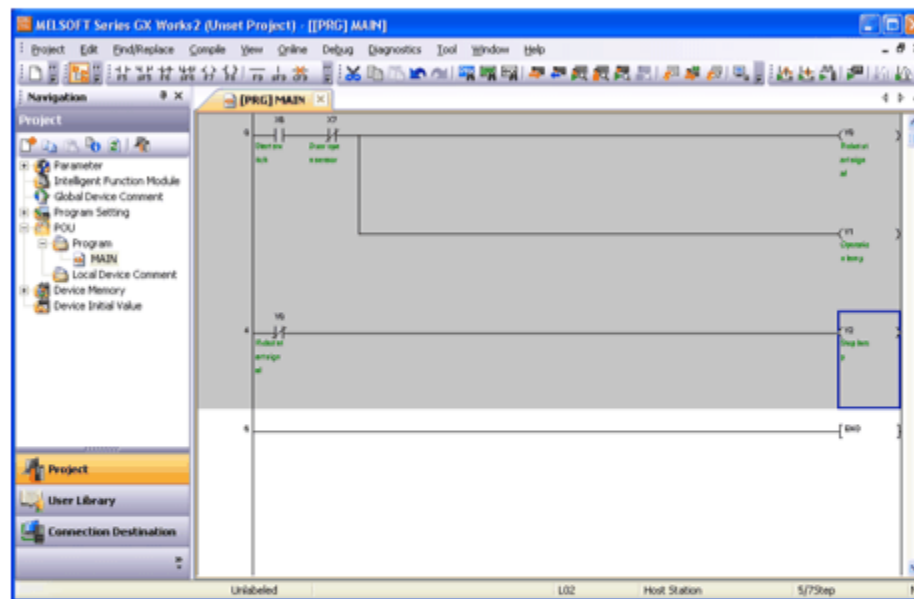 MELSOFT Series GX Works2 (Unset Project) - [[PRG] MAIN]
Project Edit Find/Replace Compile View Online Debug Diagnostics Tool Window Help
Navigation
[PRG] MAIN
Project
Parameter
Intelligent Function Module
Global Device Comment
Program Setting
POU
Program
MAIN
Local Device Comment
Device Memory
Device Initial Value
Project
User Library
Connection Destination
X6 X7
0
Y0
Y1
Y0
4
Y2
5
END
Unlabeled L02 Host Station 5/7Step